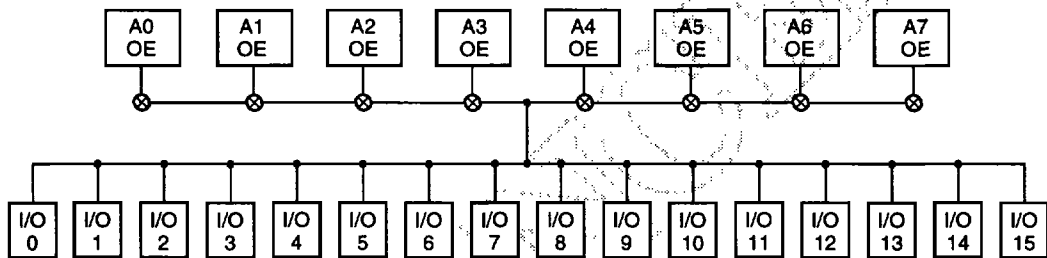 A0 A1 A2 A3 A4 A5 A6 A7
OE OE OE OE OE OE OE OE
I/O I/O I/O I/O I/O I/O I/O I/O I/O I/O I/O I/O I/O I/O I/O I/O
0 1 2 3 4 5 6 7 8 9 10 11 12 13 14 15